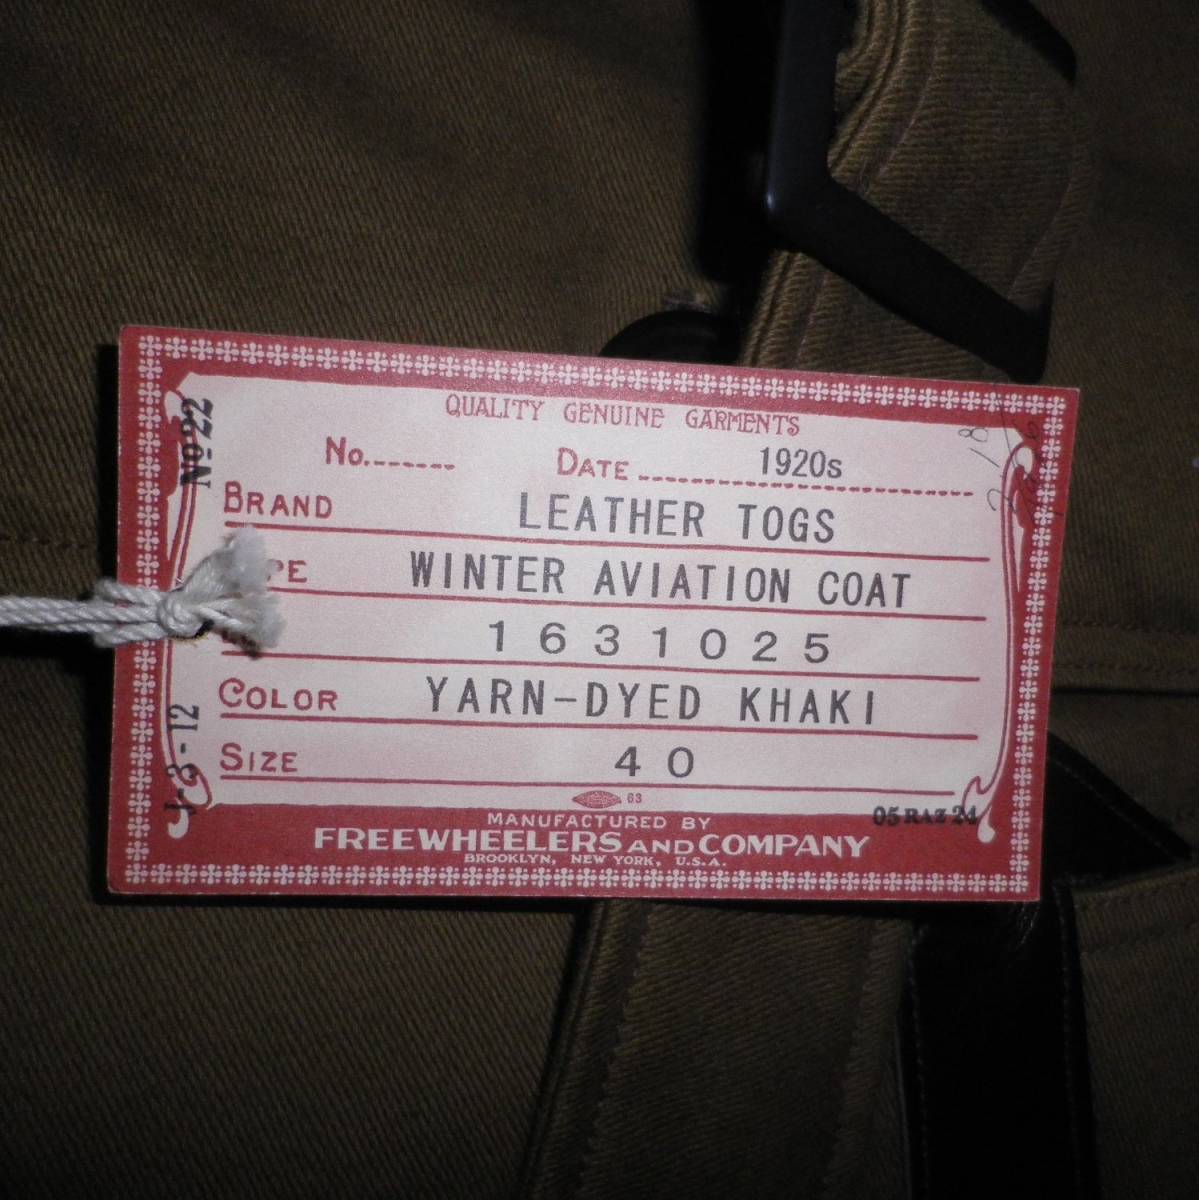 QUALITY GENUINE GARMENTS
No.
DATE 1920s
BRAND LEATHER TOGS
WINTER AVIATION COAT
1631025
COLOR YARN-DYED KHAKI
SIZE 40
63
MANUFACTURED BY
FREEWHEELERS AND COMPANY
BROOKLYN, NEW YORK, U.S.A.
No 22
J-3-12
05 RAZ 24